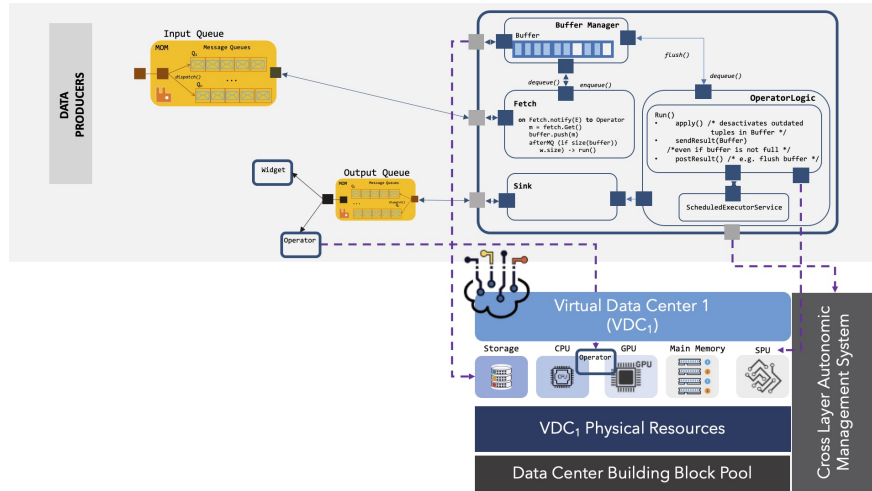 Input Queue
MOM
Message Queues
dispatch()
...
DATA
PRODUCERS
Buffer Manager
Buffer
flush()
dequeue()
dequeue()
enqueue()
Fetch
on Fetch.notify(E) to Operator
m = fetch.Get()
buffer.push(m)
afterMQ (if size(buffer))
w.size) -> run()
OperatorLogic
Run()
• apply() /* desactivates outdated
tuples in Buffer */
• sendResult(Buffer)
/*even if buffer is not full */
• postResult() /* e.g. flush buffer */
ScheduledExecutorService
Sink
Output Queue
MOM
Message Queues
...
dispatch()
Widget
Operator
Virtual Data Center 1
(VDC₁)
Storage
CPU
GPU
Main Memory
SPU
Operator
CPU
GPU
VDC₁ Physical Resources
Data Center Building Block Pool
Cross Layer Autonomic
Management System